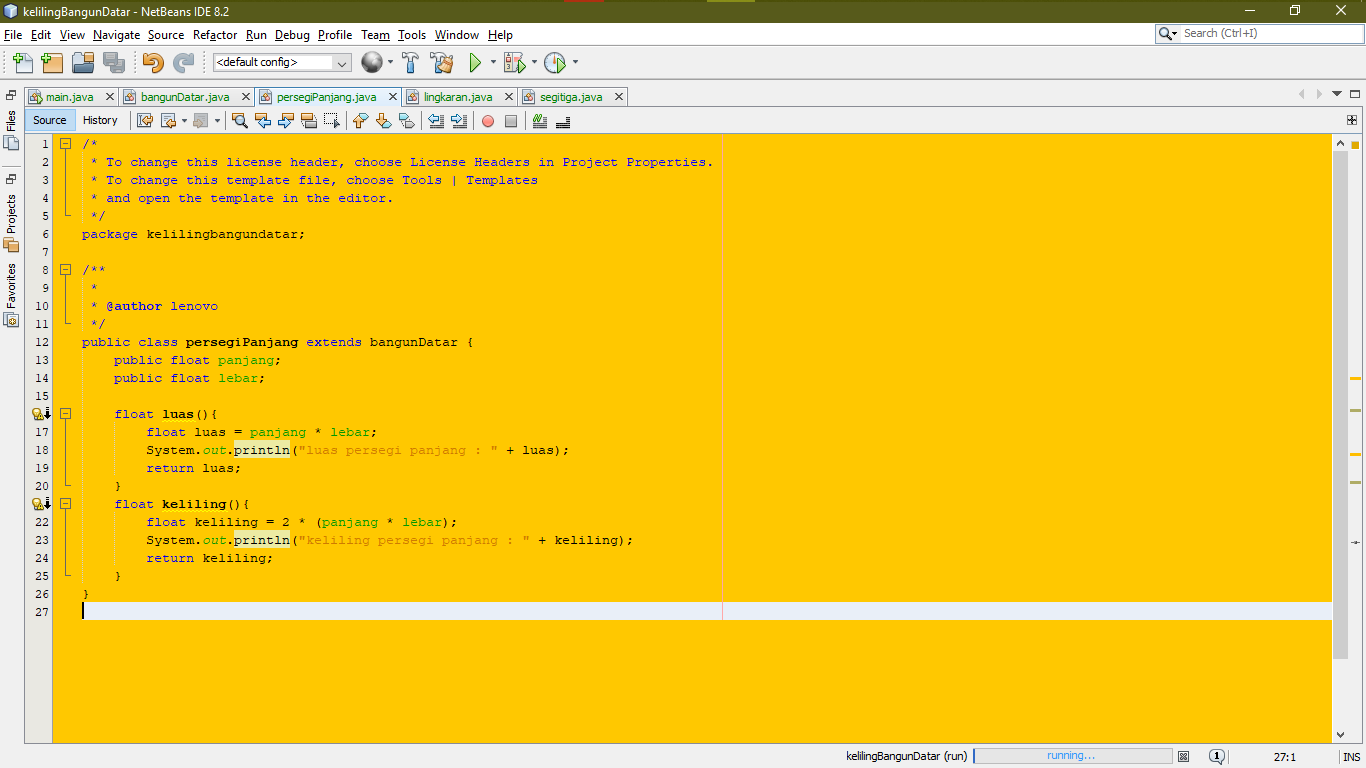 kelilingBangunDatar - NetBeans IDE 8.2
File Edit View Navigate Source Refactor Run Debug Profile Team Tools Window Help
Search (Ctrl+I)
<default config>
main.java bangunDatar.java persegiPanjang.java lingkaran.java segitiga.java
Source History
Files
Projects
Favorites
1 /*
2 * To change this license header, choose License Headers in Project Properties.
3 * To change this template file, choose Tools | Templates
4 * and open the template in the editor.
5 */
6 package kelilingbangundatar;
7
8 /**
9 *
10 * @author lenovo
11 */
12 public class persegiPanjang extends bangunDatar {
13 public float panjang;
14 public float lebar;
15
float luas(){
17 float luas = panjang * lebar;
18 System.out.println("luas persegi panjang : " + luas);
19 return luas;
20 }
float keliling(){
22 float keliling = 2 * (panjang * lebar);
23 System.out.println("keliling persegi panjang : " + keliling);
24 return keliling;
25 }
26 }
27
kelilingBangunDatar (run) running... 1 27:1 INS